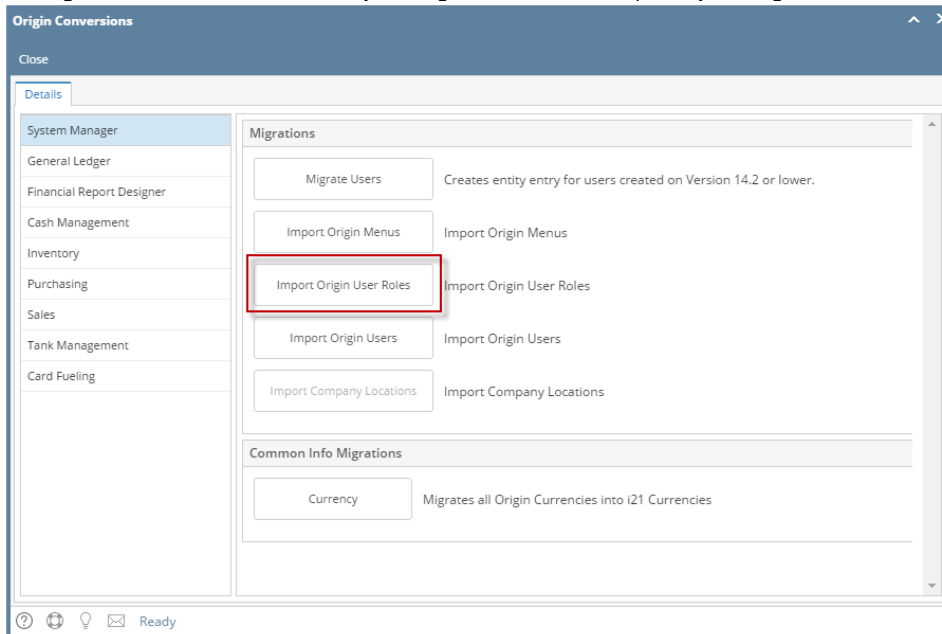 Origin Conversions
Close
Details
System Manager
General Ledger
Financial Report Designer
Cash Management
Inventory
Purchasing
Sales
Tank Management
Card Fueling
Migrations
Migrate Users Creates entity entry for users created on Version 14.2 or lower.
Import Origin Menus Import Origin Menus
Import Origin User Roles Import Origin User Roles
Import Origin Users Import Origin Users
Import Company Locations Import Company Locations
Common Info Migrations
Currency Migrates all Origin Currencies into i21 Currencies
Ready